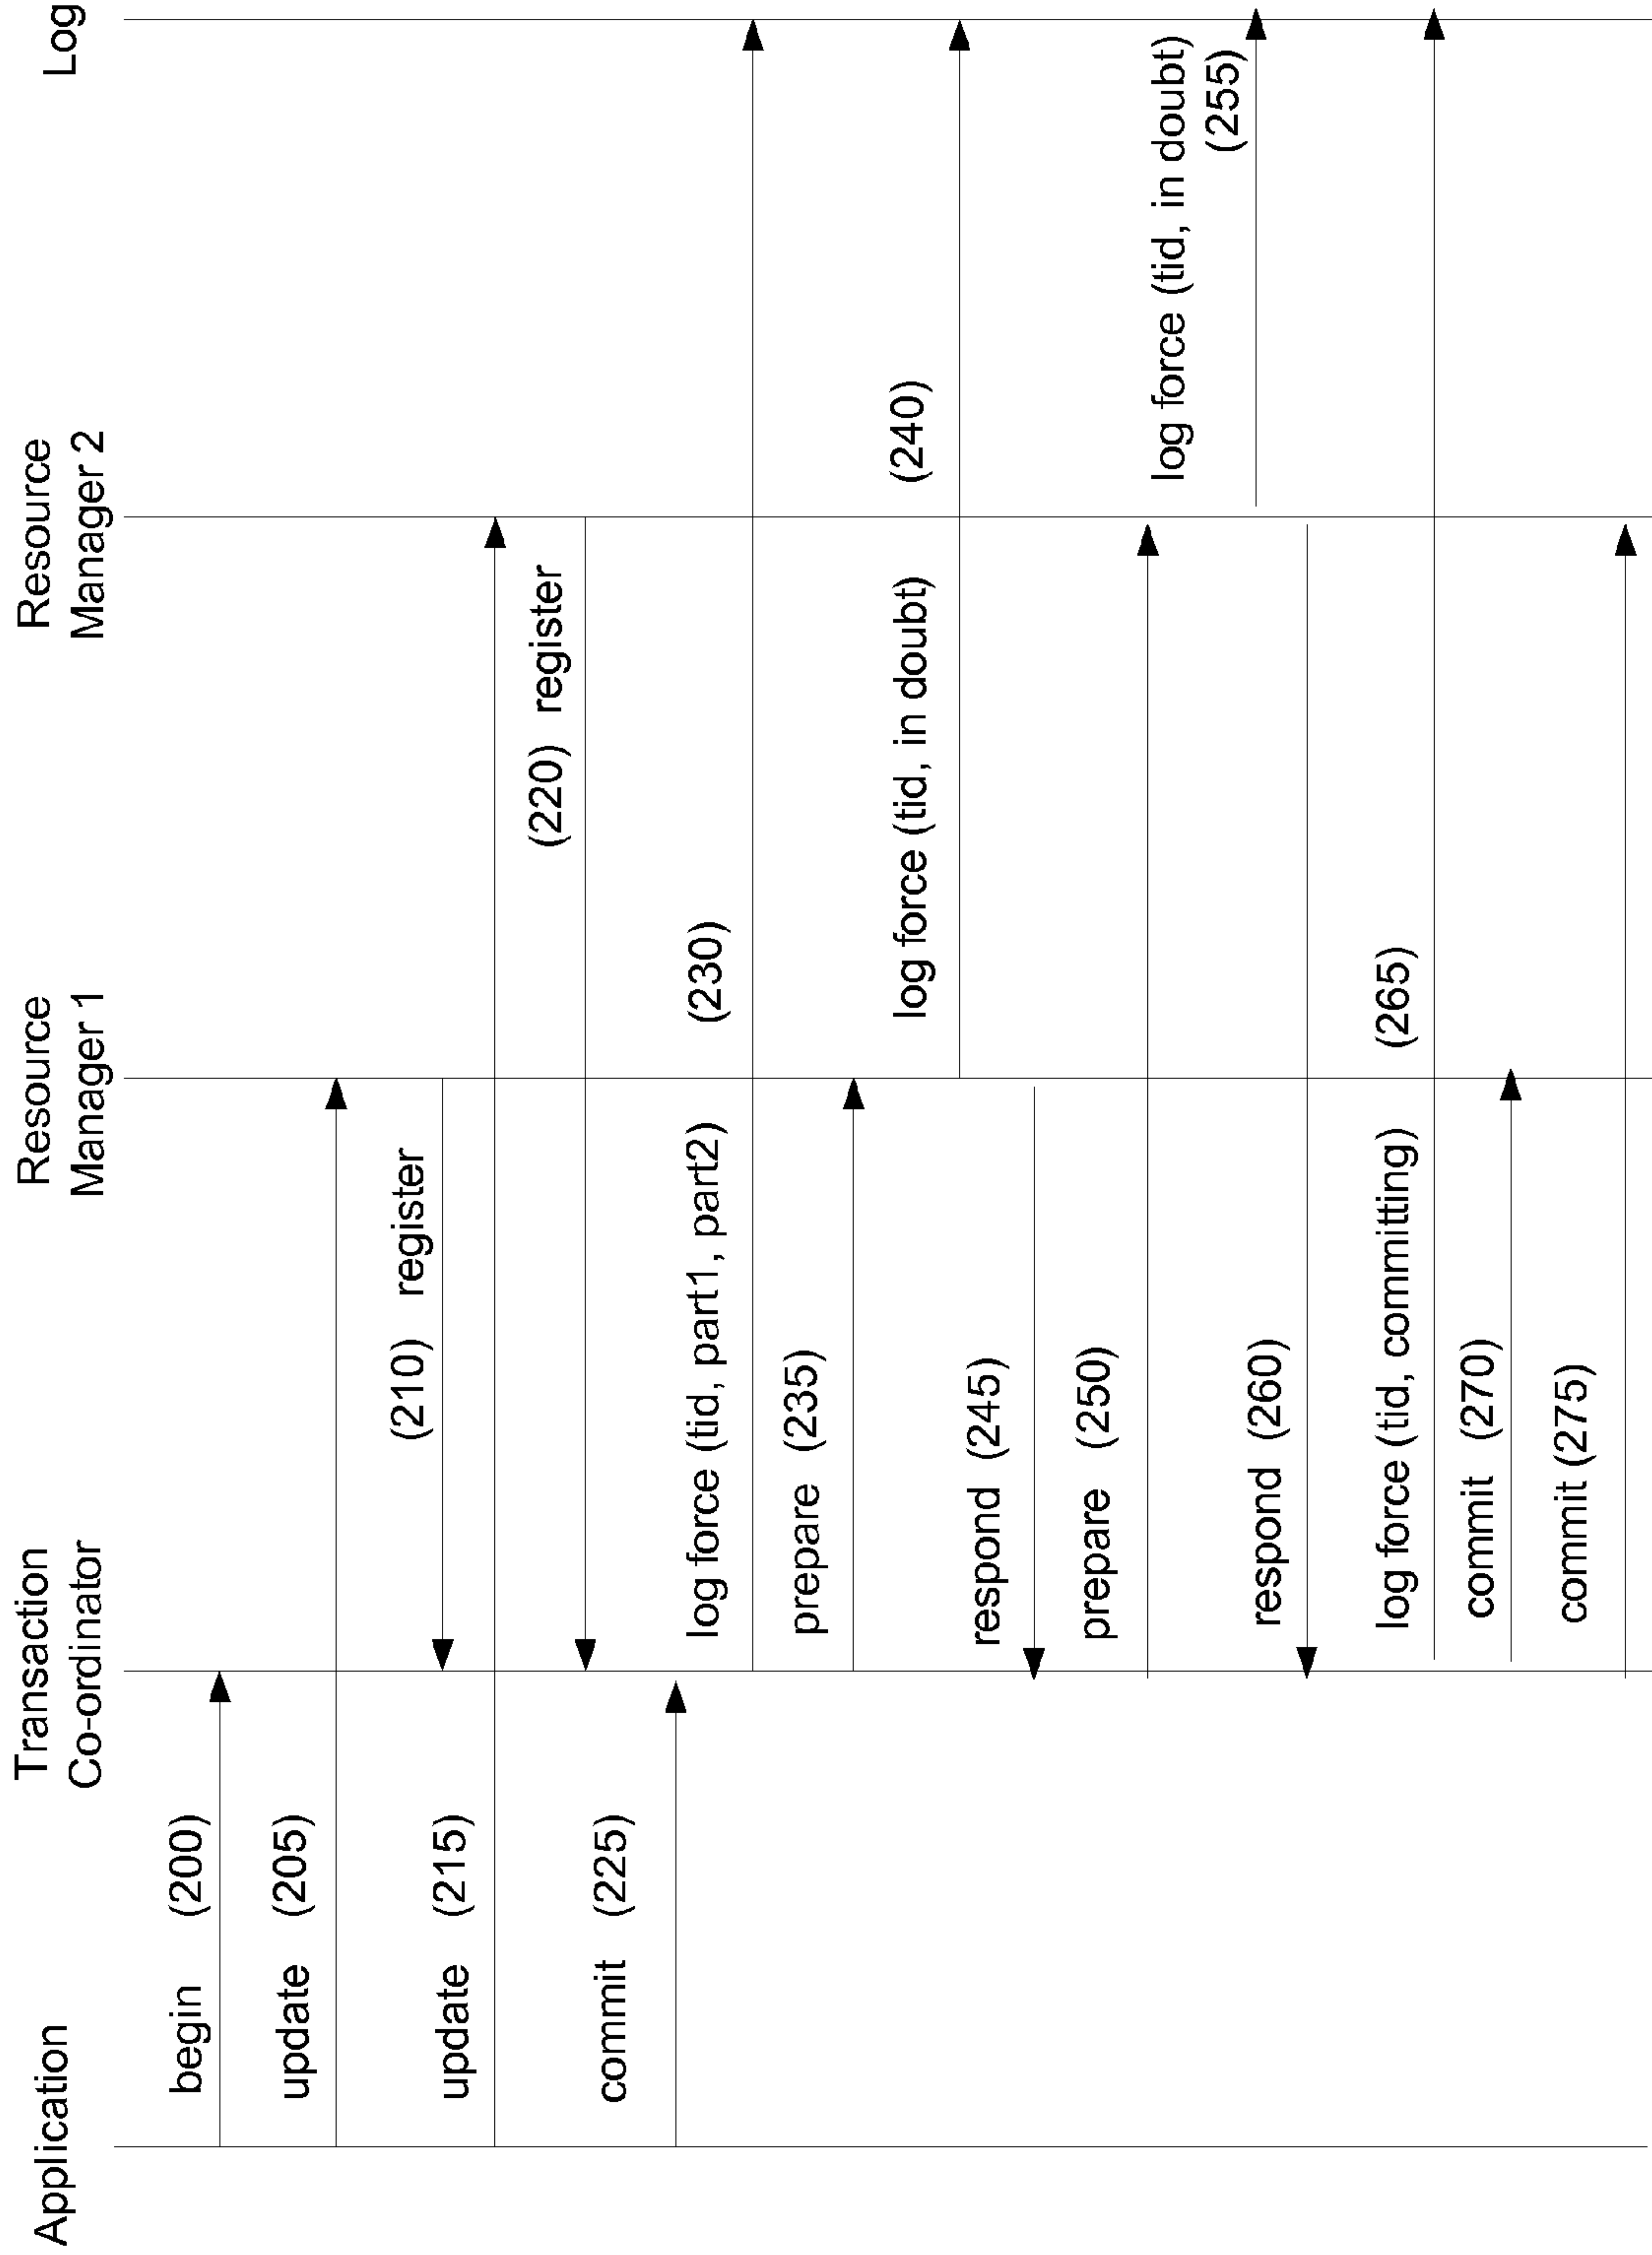 Application
Transaction
Co-ordinator
Resource
Manager 1
Resource
Manager 2
Log
begin (200)
update (205)
(210) register
update (215)
(220) register
commit (225)
log force (tid, part1, part2) (230)
prepare (235)
log force (tid, in doubt) (240)
respond (245)
prepare (250)
log force (tid, in doubt)
(255)
respond (260)
log force (tid, committing) (265)
commit (270)
commit (275)